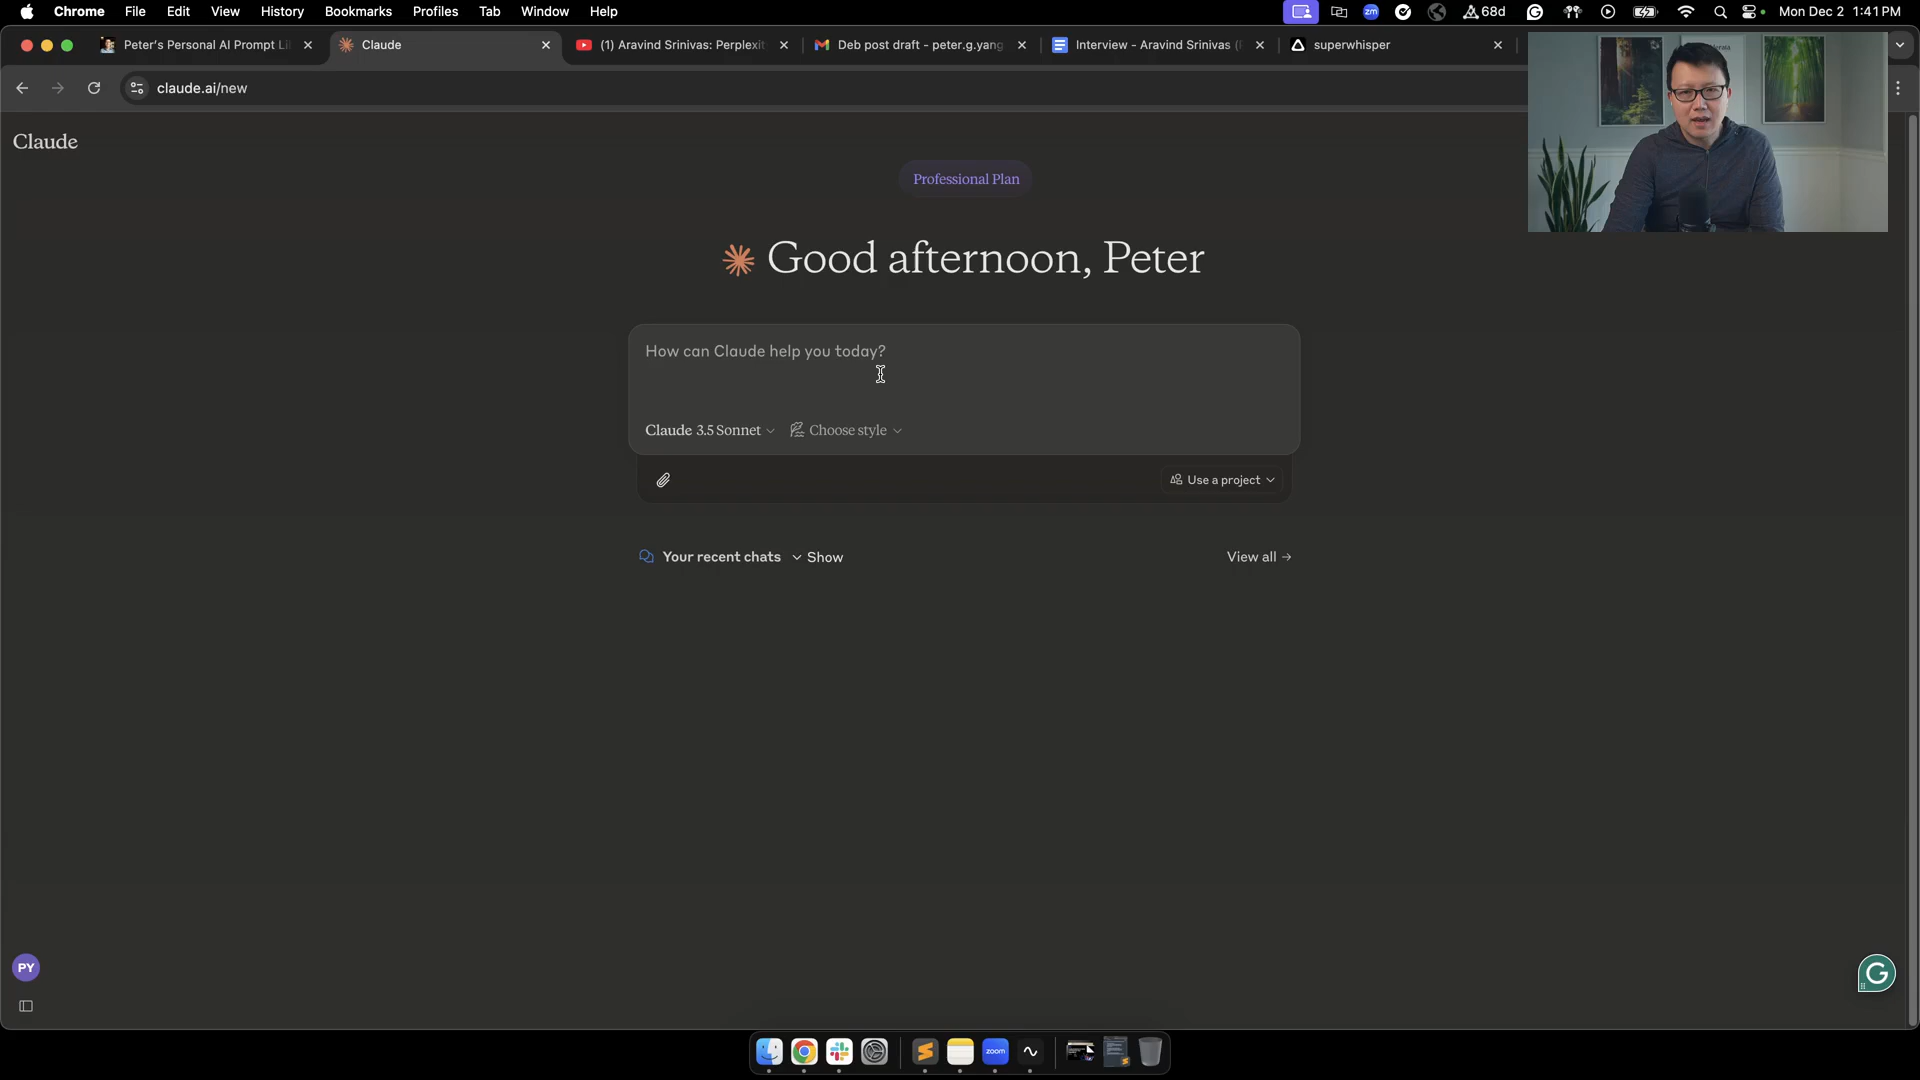 Chrome File Edit View History Bookmarks Profiles Tab Window Help zm 68d Mon Dec 2 1:41 PM
Peter's Personal AI Prompt Li Claude (1) Aravind Srinivas: Perplexit Deb post draft - peter.g.yang Interview - Aravind Srinivas ( superwhisper
claude.ai/new
Claude
Professional Plan
Good afternoon, Peter
How can Claude help you today?
Claude 3.5 Sonnet Choose style
Use a project
Your recent chats Show View all →
PY
G
zoom